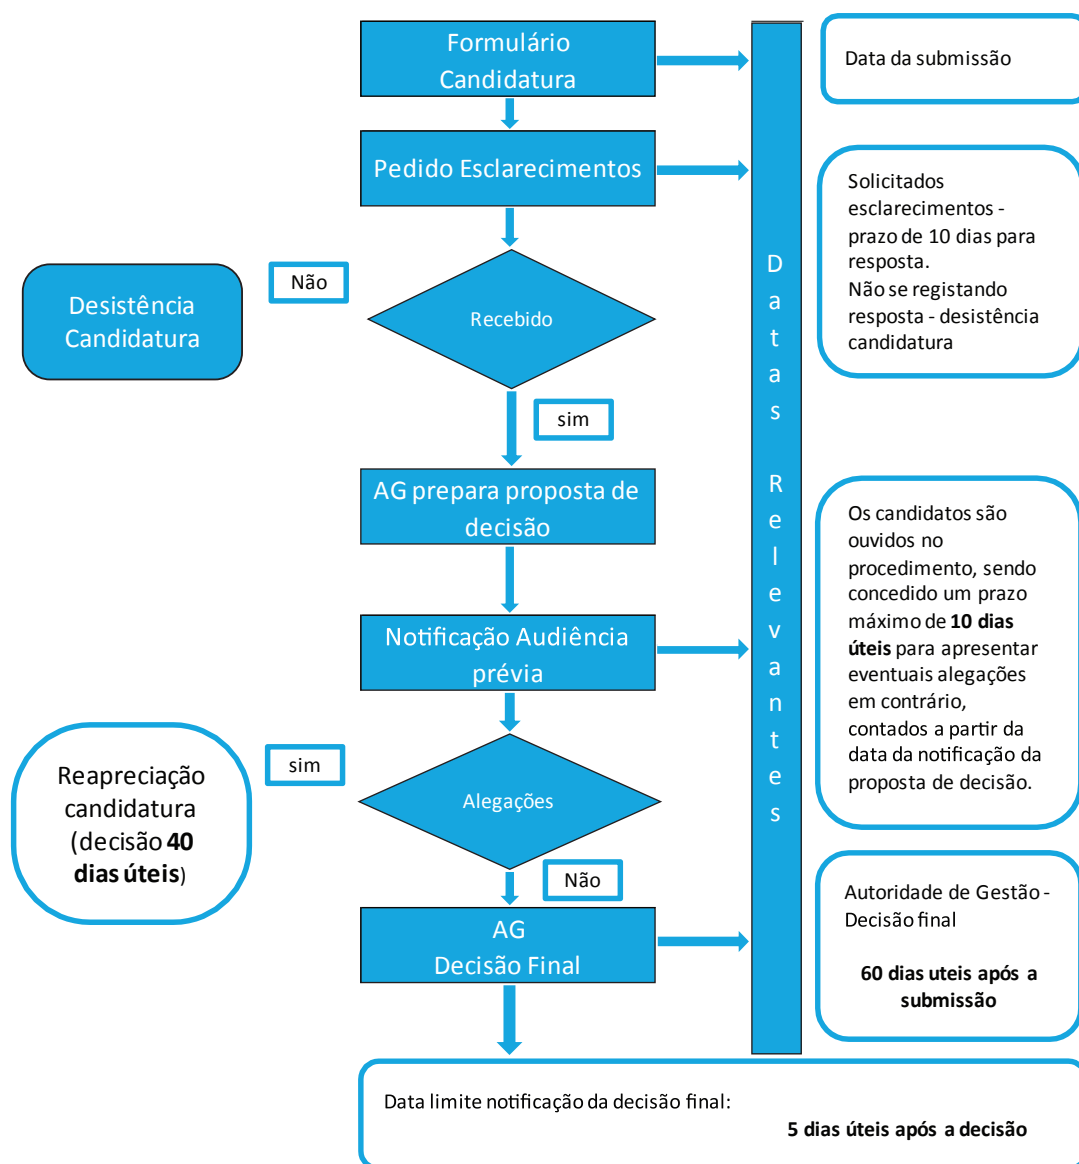 Formulário
Candidatura
Data da submissão
Pedido Esclarecimentos
Solicitados
esclarecimentos -
prazo de 10 dias para
resposta.
Não se registando
resposta - desistência
candidatura
Não
Desistência
Candidatura
Recebido
sim
Datas Relevantes
AG prepara proposta de
decisão
Os candidatos são
ouvidos no
procedimento, sendo
concedido um prazo
máximo de 10 dias
úteis para apresentar
eventuais alegações
em contrário,
contados a partir da
data da notificação da
proposta de decisão.
Notificação Audiência
prévia
sim
Reapreciação
candidatura
(decisão 40
dias úteis)
Alegações
Não
AG
Decisão Final
Autoridade de Gestão -
Decisão final
60 dias uteis após a
submissão
Data limite notificação da decisão final:
5 dias úteis após a decisão